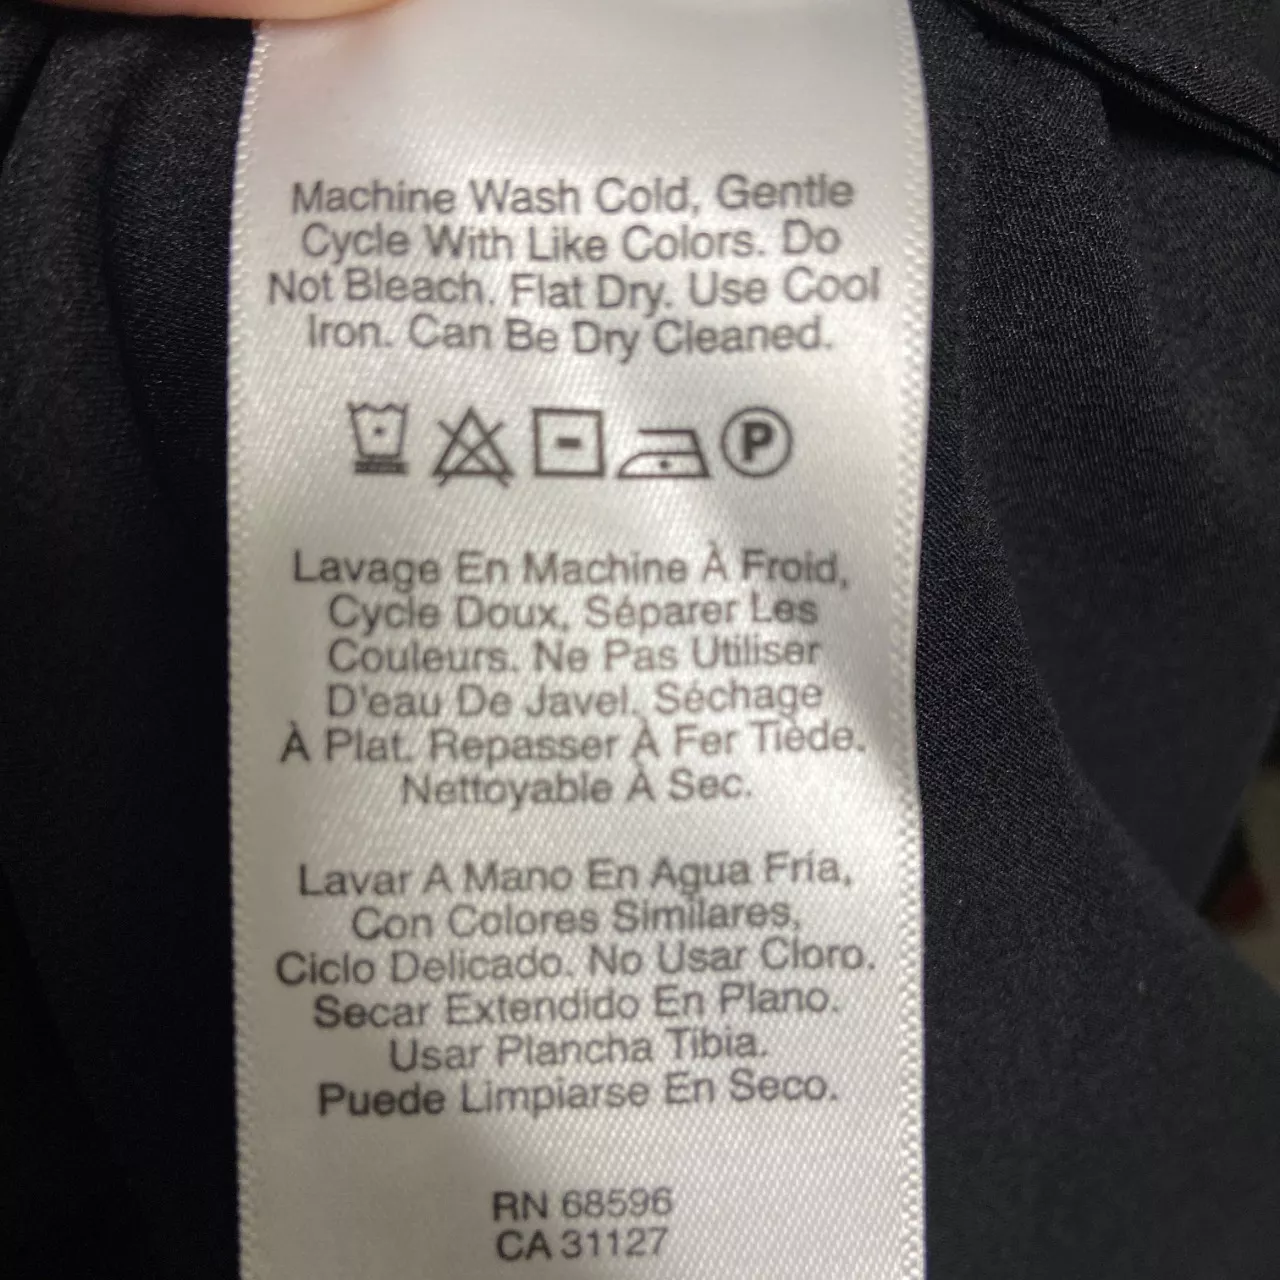 Machine Wash Cold, Gentle
Cycle With Like Colors. Do
Not Bleach. Flat Dry. Use Cool
Iron. Can Be Dry Cleaned.
P
Lavage En Machine À Froid,
Cycle Doux, Séparer Les
Couleurs. Ne Pas Utiliser
D'eau De Javel. Séchage
À Plat. Repasser À Fer Tiède.
Nettoyable À Sec.
Lavar A Mano En Agua Fría,
Con Colores Similares,
Ciclo Delicado. No Usar Cloro.
Secar Extendido En Plano.
Usar Plancha Tibia.
Puede Limpiarse En Seco.
RN 68596
CA 31127